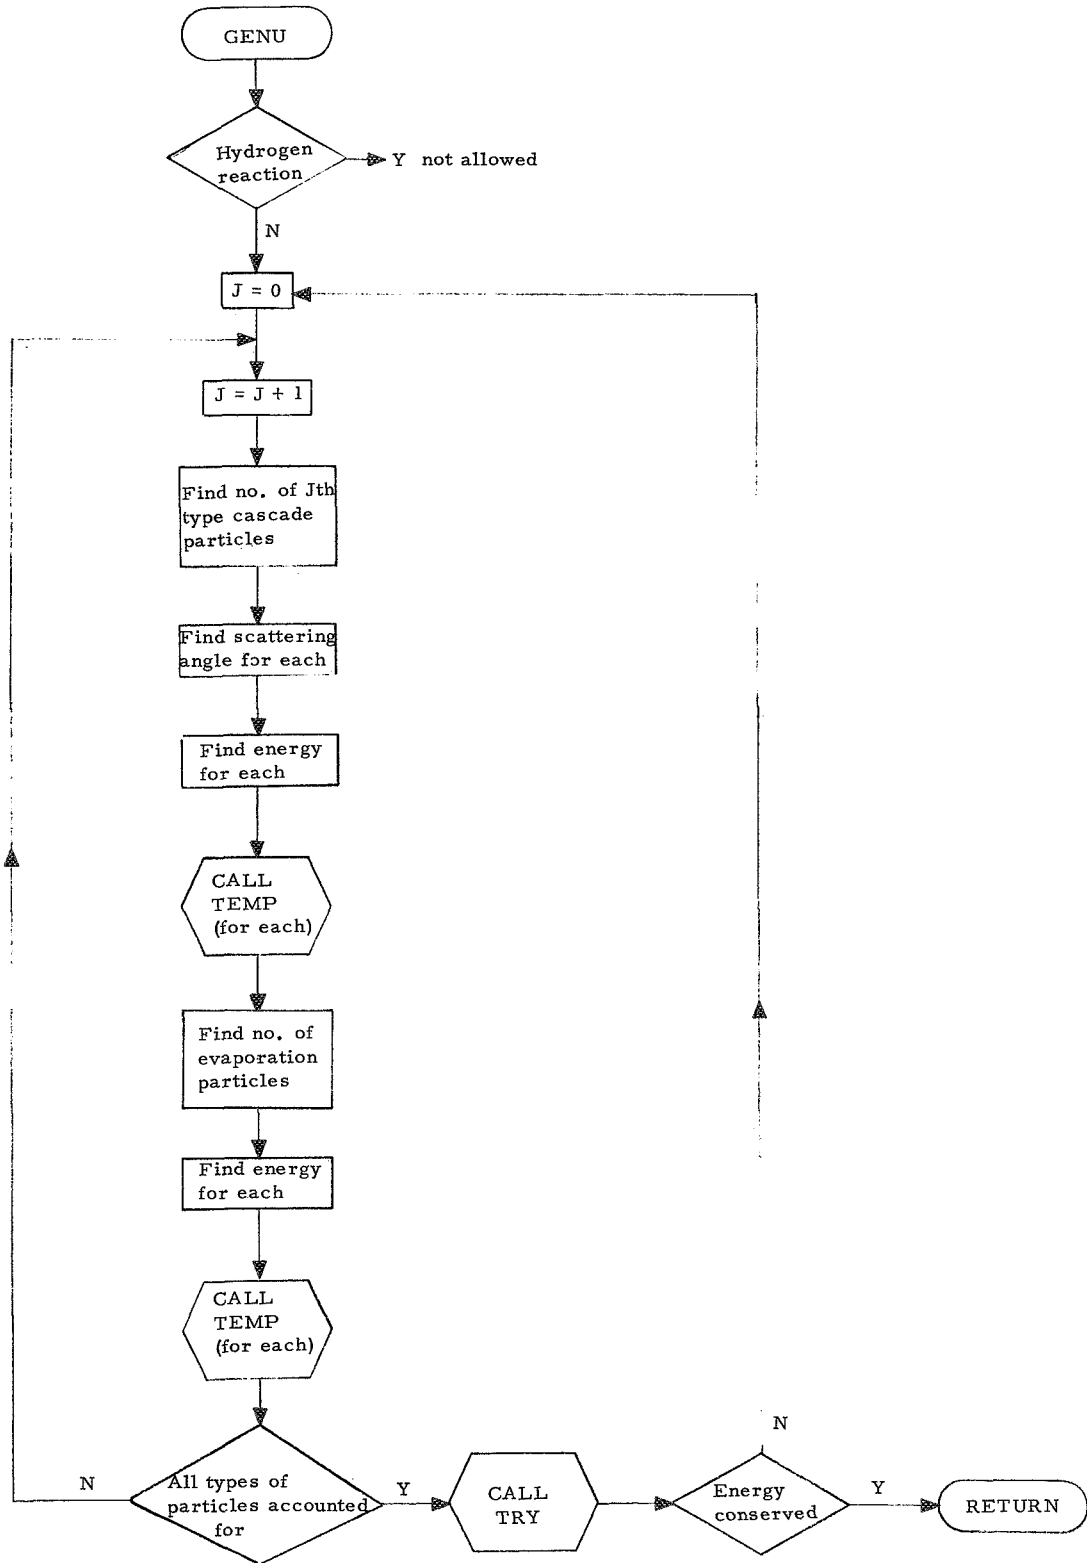 GENU
Hydrogen
reaction
Y not allowed
N
J = 0
J = J + 1
Find no. of Jth
type cascade
particles
Find scattering
angle for each
Find energy
for each
CALL
TEMP
(for each)
Find no. of
evaporation
particles
Find energy
for each
CALL
TEMP
(for each)
All types of
particles accounted
for
N
Y
CALL
TRY
Energy
conserved
N
Y
RETURN